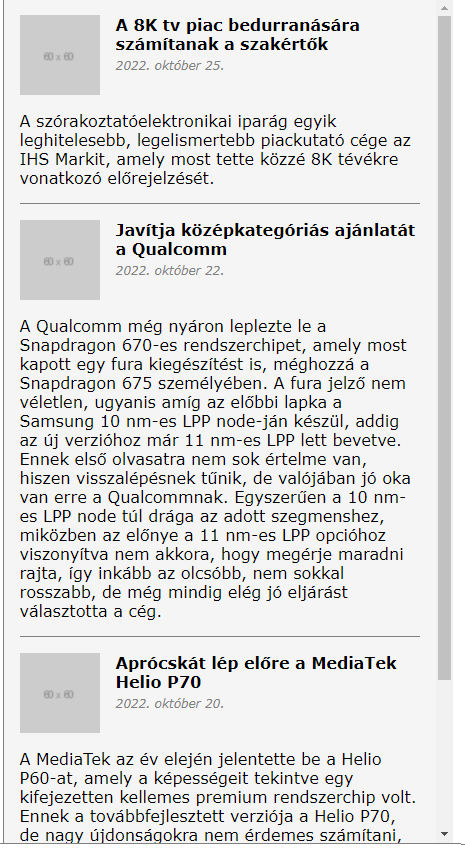 60 x 60
A 8K tv piac bedurranására
számítanak a szakértők
2022. október 25.
A szórakoztatóelektronikai iparág egyik
leghitelesebb, legelismertebb piackutató cége az
IHS Markit, amely most tette közzé 8K tévékre
vonatkozó előrejelzését.
60 x 60
Javítja középkategóriás ajánlatát
a Qualcomm
2022. október 22.
A Qualcomm még nyáron leplezte le a
Snapdragon 670-es rendszerchipet, amely most
kapott egy fura kiegészítést is, méghozzá a
Snapdragon 675 személyében. A fura jelző nem
véletlen, ugyanis amíg az előbbi lapka a
Samsung 10 nm-es LPP node-ján készül, addig
az új verzióhoz már 11 nm-es LPP lett bevetve.
Ennek első olvasatra nem sok értelme van,
hiszen visszalépésnek tűnik, de valójában jó oka
van erre a Qualcommnak. Egyszerűen a 10 nm-
es LPP node túl drága az adott szegmenshez,
miközben az előnye a 11 nm-es LPP opcióhoz
viszonyítva nem akkora, hogy megérje maradni
rajta, így inkább az olcsóbb, nem sokkal
rosszabb, de még mindig elég jó eljárást
választotta a cég.
60 x 60
Aprócskát lép előre a MediaTek
Helio P70
2022. október 20.
A MediaTek az év elején jelentette be a Helio
P60-at, amely a képességeit tekintve egy
kifejezetten kellemes premium rendszerchip volt.
Ennek a továbbfejlesztett verziója a Helio P70,
de nagy újdonságokra nem érdemes számítani,